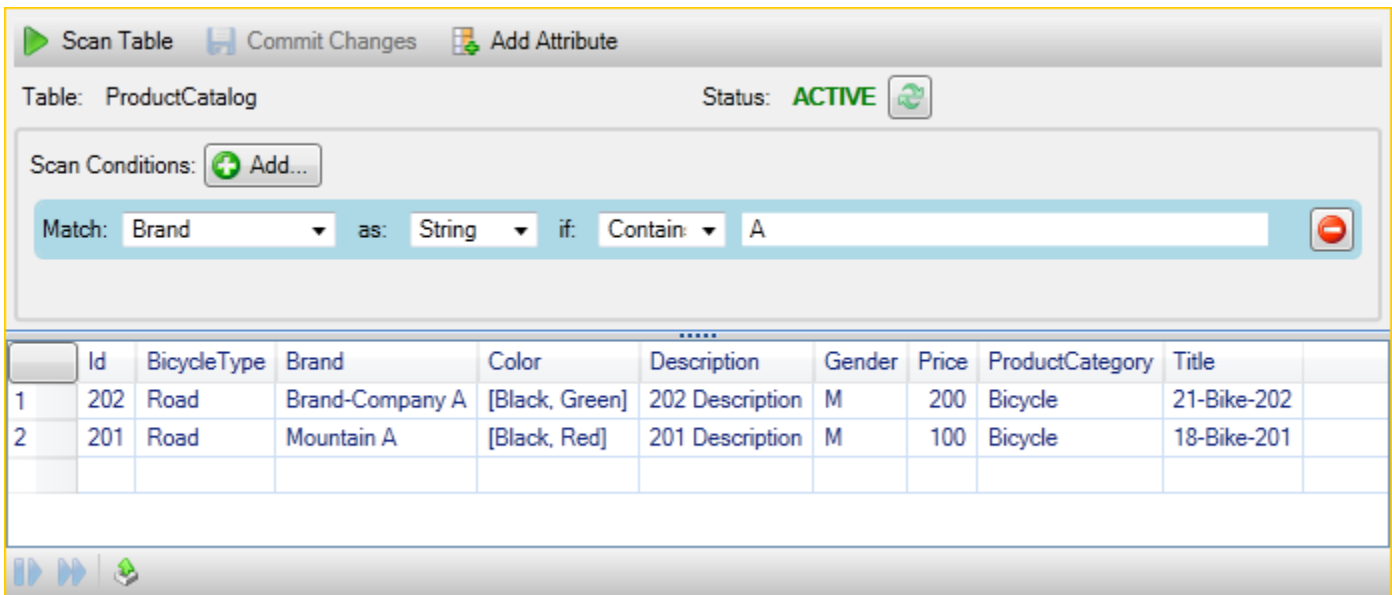 Scan Table Commit Changes Add Attribute
Table: ProductCatalog Status: ACTIVE
Scan Conditions: Add...
Match: Brand as: String if: Contain A
Id BicycleType Brand Color Description Gender Price ProductCategory Title
1 202 Road Brand-Company A [Black, Green] 202 Description M 200 Bicycle 21-Bike-202
2 201 Road Mountain A [Black, Red] 201 Description M 100 Bicycle 18-Bike-201